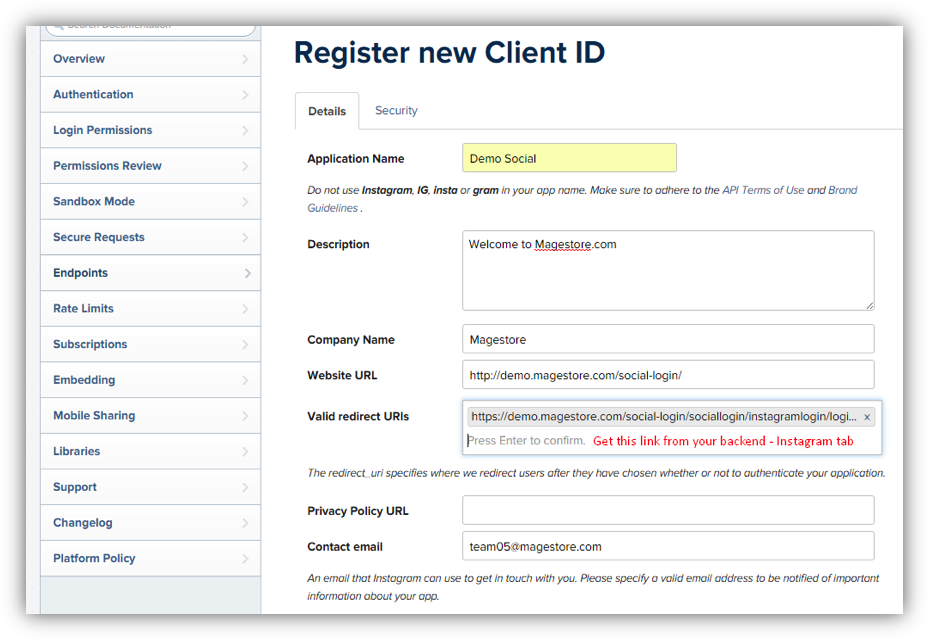 Search Documentation
Overview
Authentication
Login Permissions
Permissions Review
Sandbox Mode
Secure Requests
Endpoints
Rate Limits
Subscriptions
Embedding
Mobile Sharing
Libraries
Support
Changelog
Platform Policy
Register new Client ID
Details
Security
Application Name
Demo Social
Do not use Instagram, IG, insta or gram in your app name. Make sure to adhere to the API Terms of Use and Brand
Guidelines .
Description
Welcome to Magestore.com
Company Name
Magestore
Website URL
http://demo.magestore.com/social-login/
Valid redirect URIs
https://demo.magestore.com/social-login/sociallogin/instagramlogin/logi... ×
Press Enter to confirm. Get this link from your backend - Instagram tab
The redirect_uri specifies where we redirect users after they have chosen whether or not to authenticate your application.
Privacy Policy URL
Contact email
team05@magestore.com
An email that Instagram can use to get in touch with you. Please specify a valid email address to be notified of important
information about your app.